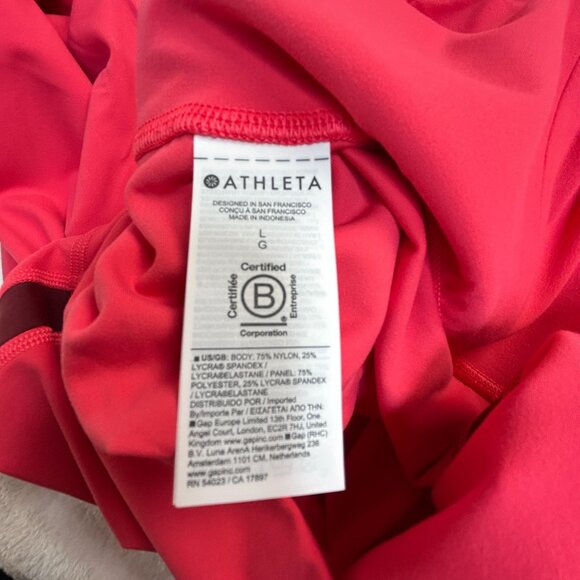 ATHLETA
DESIGNED IN SAN FRANCISCO
CONÇU À SAN FRANCISCO
MADE IN INDONESIA
L
G
Certified
Certifiée
B
Entreprise
®
Corporation
■ US/GB: BODY: 75% NYLON, 25%
LYCRA® SPANDEX /
LYCRA®ELASTANE / PANEL: 75%
POLYESTER, 25% LYCRA® SPANDEX
/ LYCRA®ELASTANE
DISTRIBUIDO POR / Imported
By/Importe Par / ΕΙΣΑΓΕΤΑΙ ΑΠΟ ΤΗΝ:
■ Gap Europe Limited 13th Floor, One
Angel Court, London, EC2R 7HJ, United
Kingdom www.gapinc.com ■ Gap (RHC)
B.V. Luna ArenA Herikerbergweg 238
Amsterdam 1101 CM, Netherlands
www.gapinc.com
RN 54023 / CA 17897